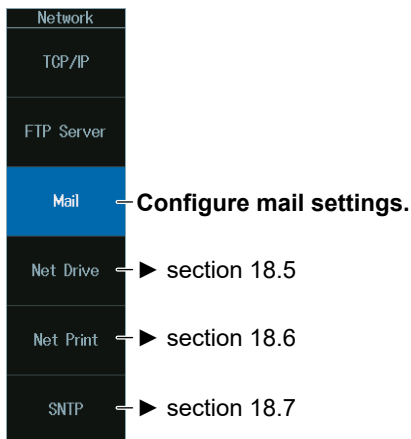 Network
TCP/IP
FTP Server
Mail Configure mail settings.
Net Drive ► section 18.5
Net Print ► section 18.6
SNTP ► section 18.7